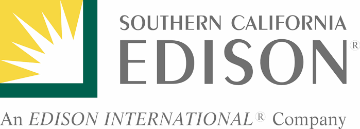 SOUTHERN CALIFORNIA
EDISON®
An EDISON INTERNATIONAL® Company